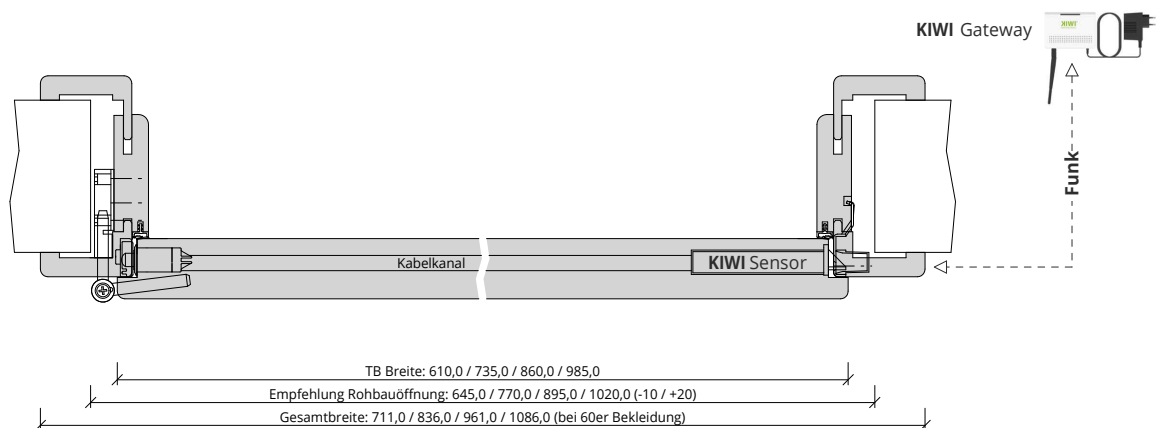 KIWI Gateway
KIWI
Funk
Kabelkanal
KIWI Sensor
TB Breite: 610,0 / 735,0 / 860,0 / 985,0
Empfehlung Rohbauöffnung: 645,0 / 770,0 / 895,0 / 1020,0 (-10 / +20)
Gesamtbreite: 711,0 / 836,0 / 961,0 / 1086,0 (bei 60er Bekleidung)